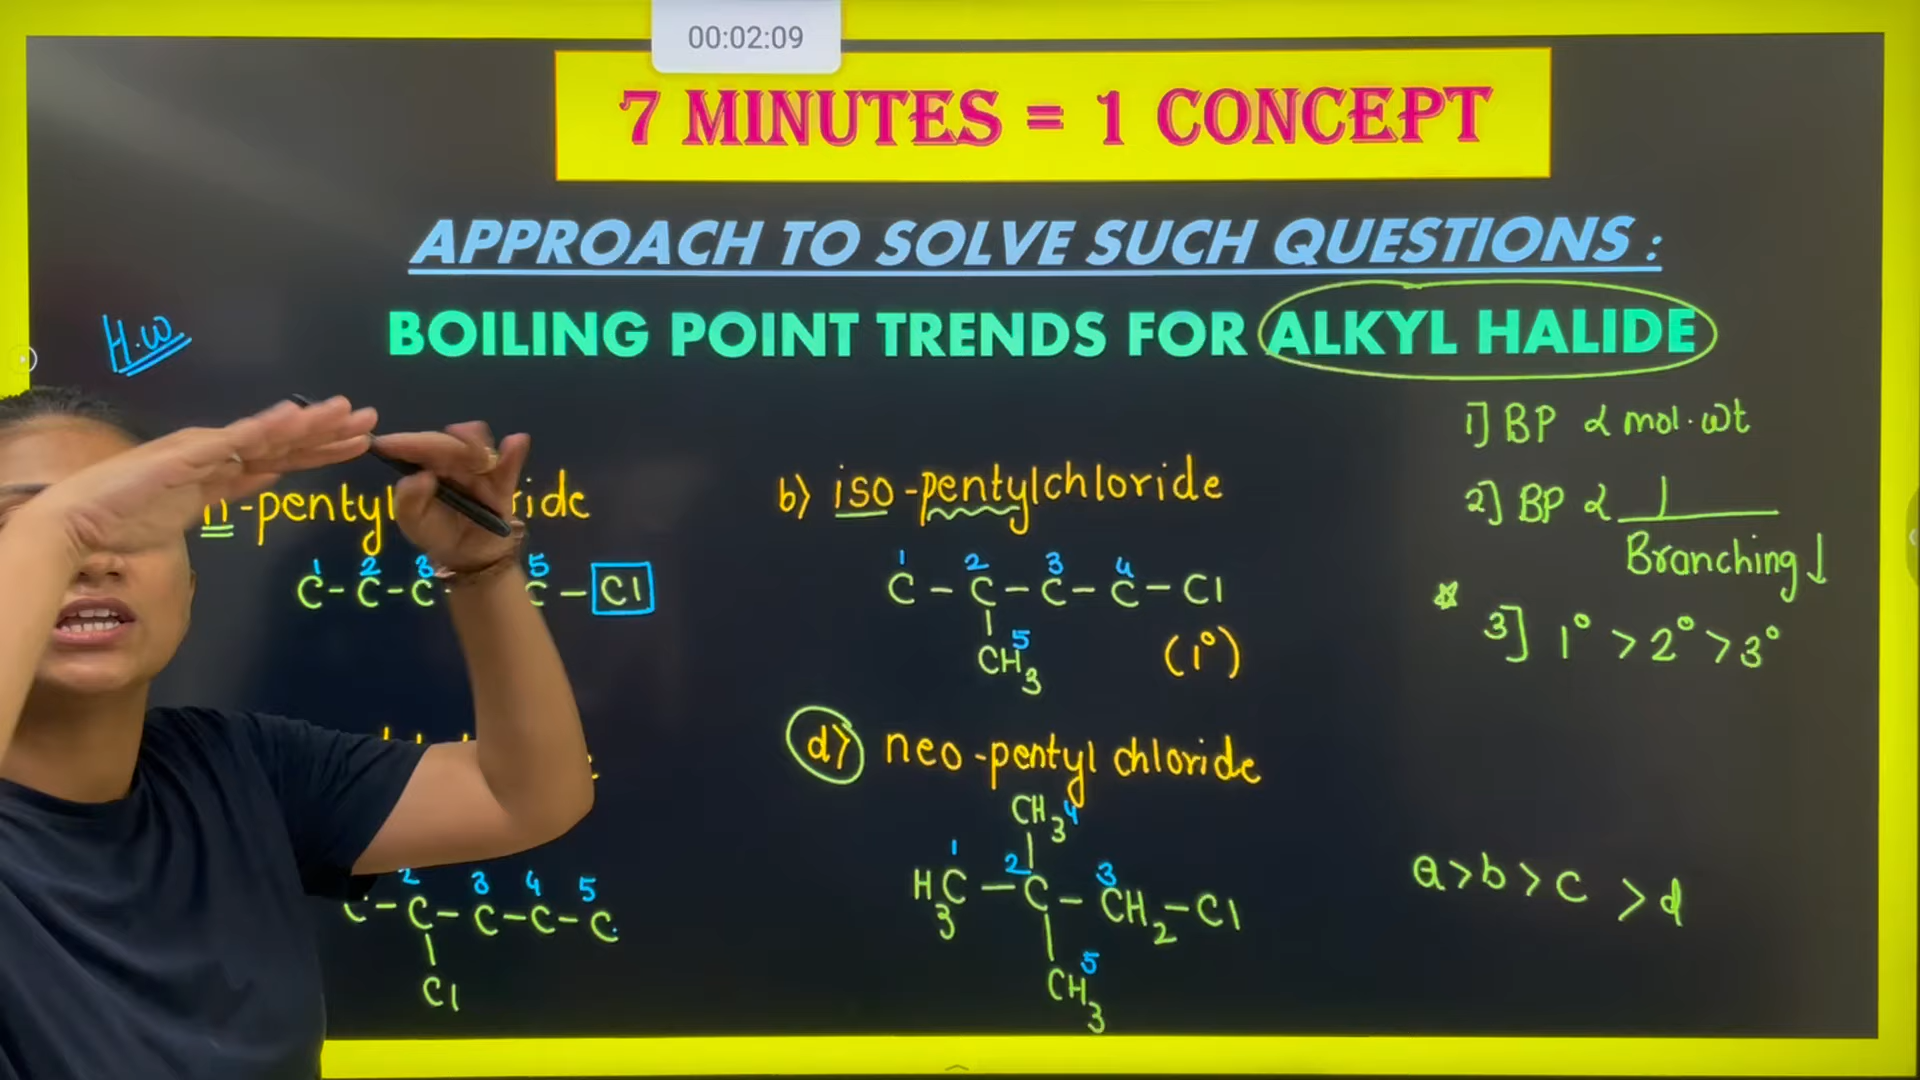 00:02:09
7 MINUTES = 1 CONCEPT
APPROACH TO SOLVE SUCH QUESTIONS :
BOILING POINT TRENDS FOR ALKYL HALIDE
H.W
1] BP α mol. wt
2] BP α 1
Branching ↓
3] 1° > 2° > 3°
n-pentyl ride
1 2 3 5
C-C-C C-Cl
b) iso-pentylchloride
1 2 3 4
C-C-C-C-Cl
5
CH3
(1°)
d) neo-pentyl chloride
CH3 4
1 2 3
H3C-C-CH2-Cl
5
CH3
2 3 4 5
C-C-C-C-C
Cl
a>b>c >d